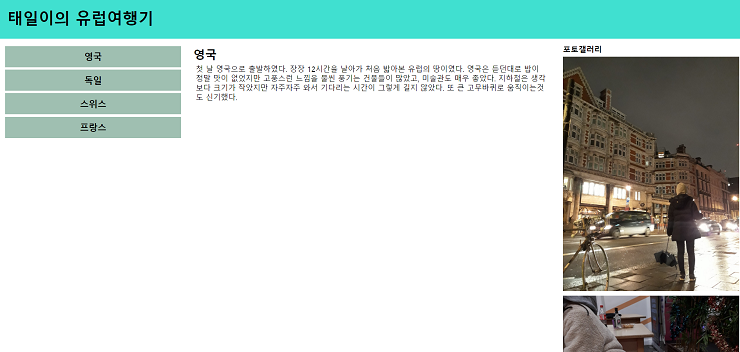 태일이의 유럽여행기
영국
독일
스위스
프랑스
영국
첫 날 영국으로 출발하였다. 장장 12시간을 날아가 처음 밟아본 유럽의 땅이였다. 영국은 듣던대로 밥이
정말 맛이 없었지만 고풍스런 느낌을 물씬 풍기는 건물들이 많았고, 미술관도 매우 좋았다. 지하철은 생각
보다 크기가 작았지만 자주자주 와서 기다리는 시간이 그렇게 길지 않았다. 또 큰 고무바퀴로 움직이는것
도 신기했다.
포토갤러리